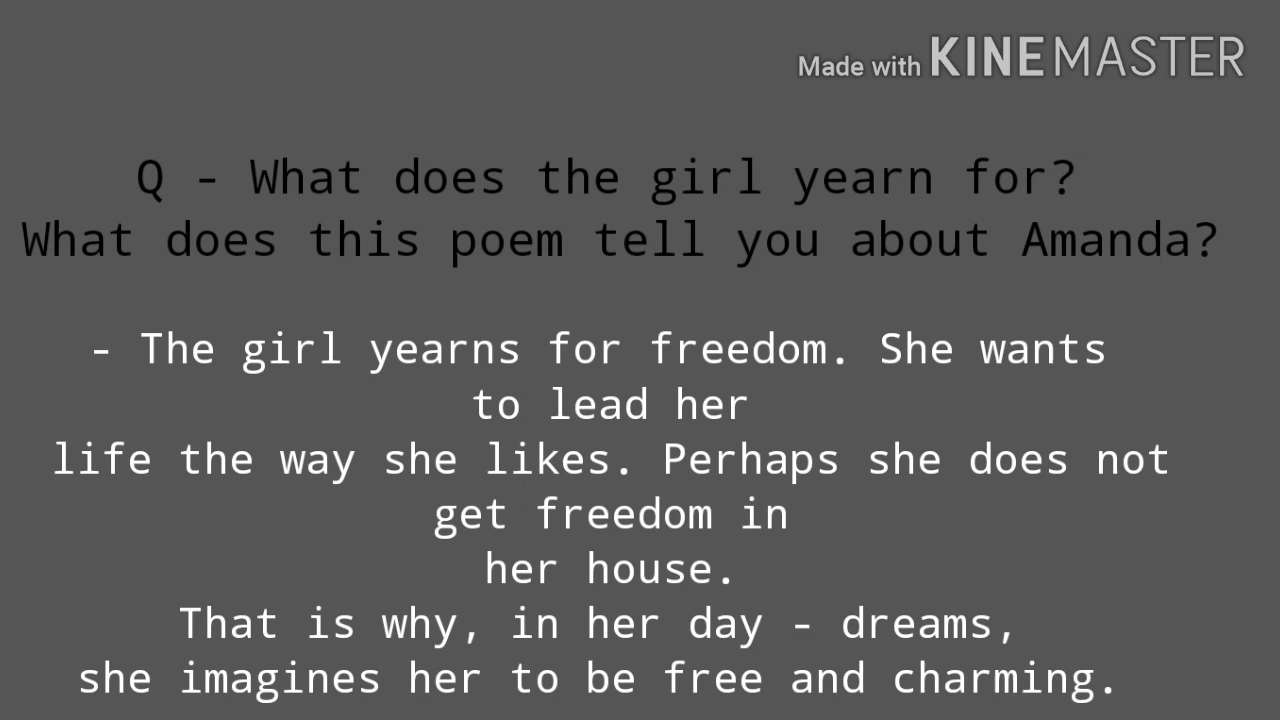 Made with KINEMASTER
Q - What does the girl yearn for?
What does this poem tell you about Amanda?
- The girl yearns for freedom. She wants
to lead her
life the way she likes. Perhaps she does not
get freedom in
her house.
That is why, in her day - dreams,
she imagines her to be free and charming.